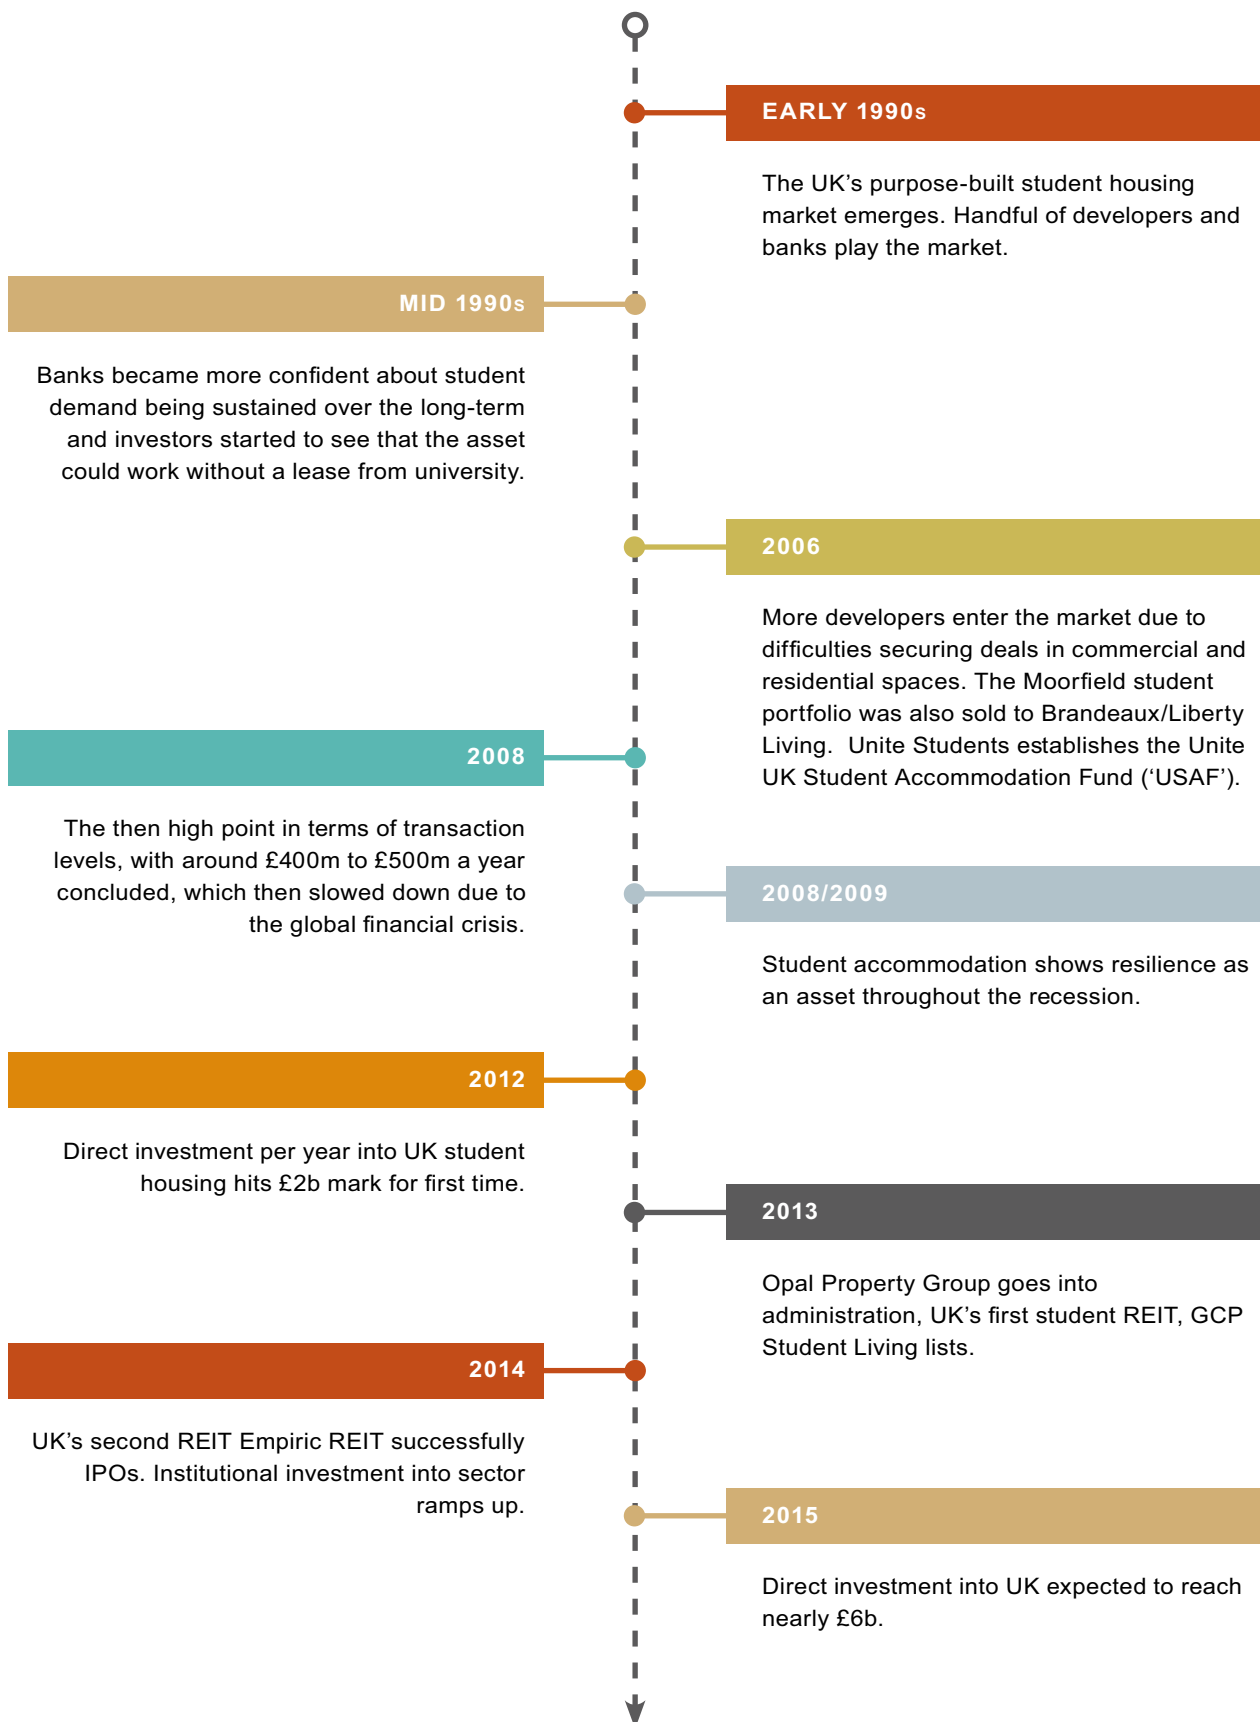 EARLY 1990s
The UK’s purpose-built student housing
market emerges. Handful of developers and
banks play the market.
MID 1990s
Banks became more confident about student
demand being sustained over the long-term
and investors started to see that the asset
could work without a lease from university.
2006
More developers enter the market due to
difficulties securing deals in commercial and
residential spaces. The Moorfield student
portfolio was also sold to Brandeaux/Liberty
Living.  Unite Students establishes the Unite
UK Student Accommodation Fund (‘USAF’).
2008
The then high point in terms of transaction
levels, with around £400m to £500m a year
concluded, which then slowed down due to
the global financial crisis.
2008/2009
Student accommodation shows resilience as
an asset throughout the recession.
2012
Direct investment per year into UK student
housing hits £2b mark for first time.
2013
Opal Property Group goes into
administration, UK’s first student REIT, GCP
Student Living lists.
2014
UK’s second REIT Empiric REIT successfully
IPOs. Institutional investment into sector
ramps up.
2015
Direct investment into UK expected to reach
nearly £6b.